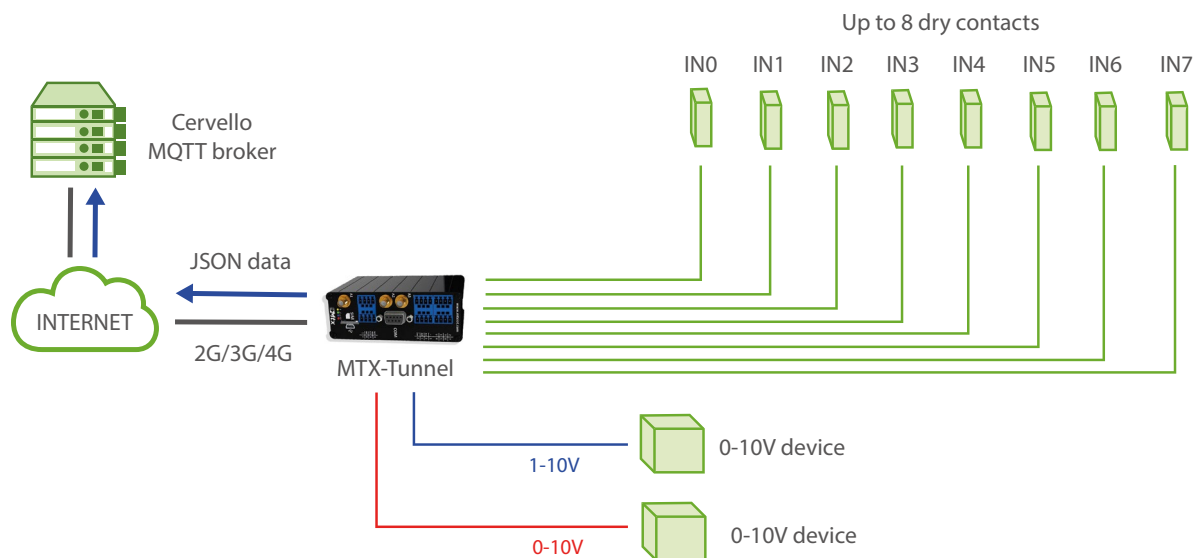 Up to 8 dry contacts
IN0 IN1 IN2 IN3 IN4 IN5 IN6 IN7
Cervello
MQTT broker
JSON data
INTERNET
2G/3G/4G
MTX-Tunnel
1-10V
0-10V device
0-10V
0-10V device